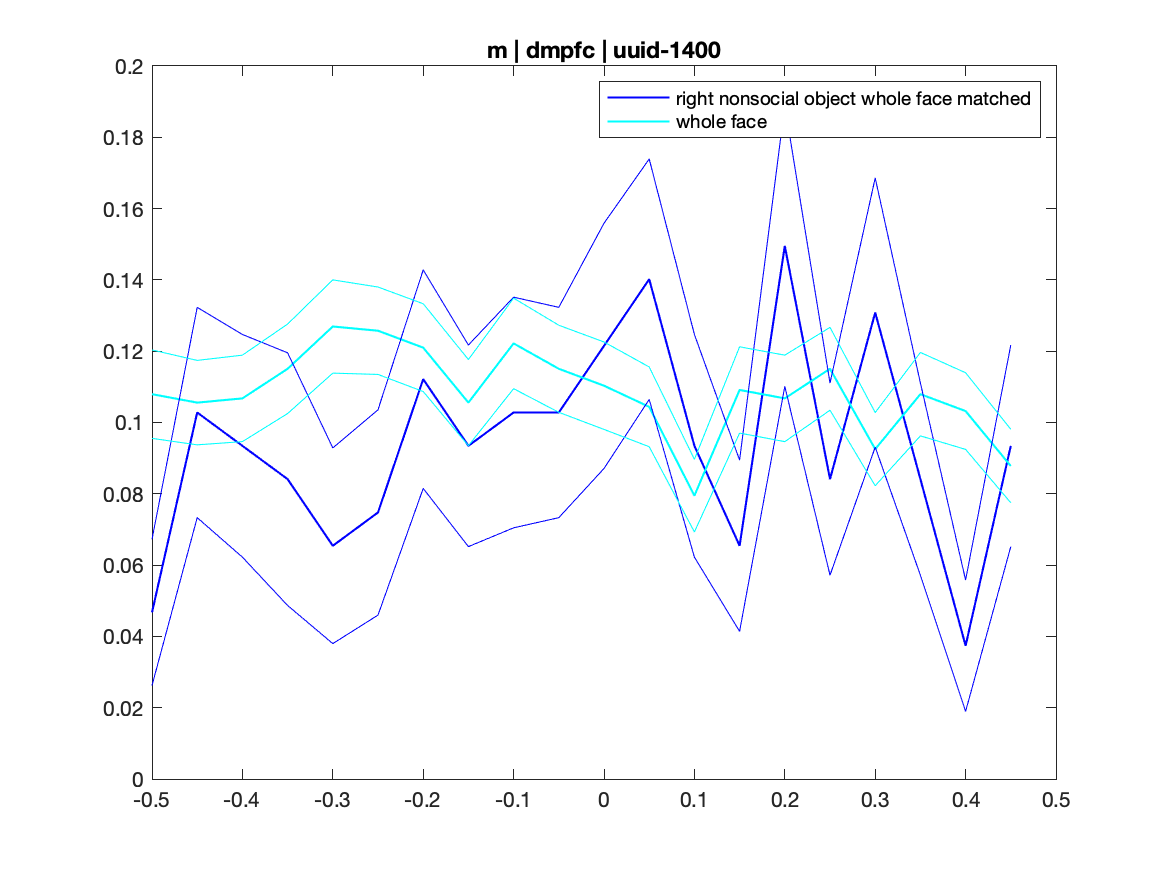 m | dmpfc | uuid-1400
right nonsocial object whole face matched
whole face
0.2
0.18
0.16
0.14
0.12
0.1
0.08
0.06
0.04
0.02
0
-0.5 -0.4 -0.3 -0.2 -0.1 0 0.1 0.2 0.3 0.4 0.5